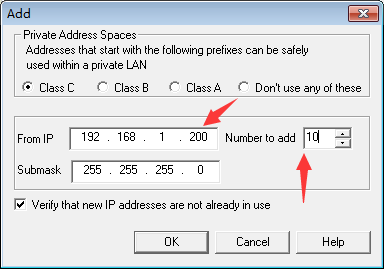 Add
Private Address Spaces
Addresses that start with the following prefixes can be safely
used within a private LAN
Class C Class B Class A Don't use any of these
From IP 192 . 168 . 1 . 200 Number to add 10
Submask 255 . 255 . 255 . 0
Verify that new IP addresses are not already in use
OK Cancel Help